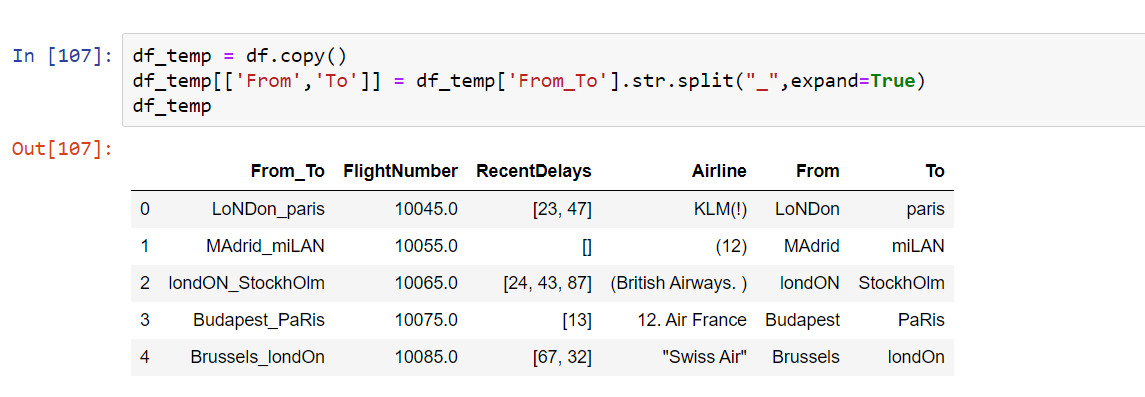 In [107]: df_temp = df.copy()
df_temp[['From','To']] = df_temp['From_To'].str.split("_",expand=True)
df_temp
Out[107]:
From_To FlightNumber RecentDelays Airline From To
0 LoNDon_paris 10045.0 [23, 47] KLM(!) LoNDon paris
1 MAdrid_miLAN 10055.0 [] (12) MAdrid miLAN
2 londON_StockhOlm 10065.0 [24, 43, 87] (British Airways. ) londON StockhOlm
3 Budapest_PaRis 10075.0 [13] 12. Air France Budapest PaRis
4 Brussels_londOn 10085.0 [67, 32] "Swiss Air" Brussels londOn